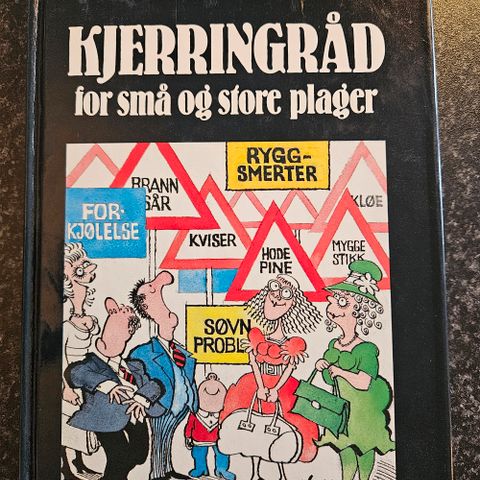 KJERRINGRÅD
for små og store plager
RYGG-
SMERTER
BRANN
SÅR
KLØE
FOR-
KJØLELSE
KVISER
HODE
PINE
MYGG
STIKK
SØVN
PROBL